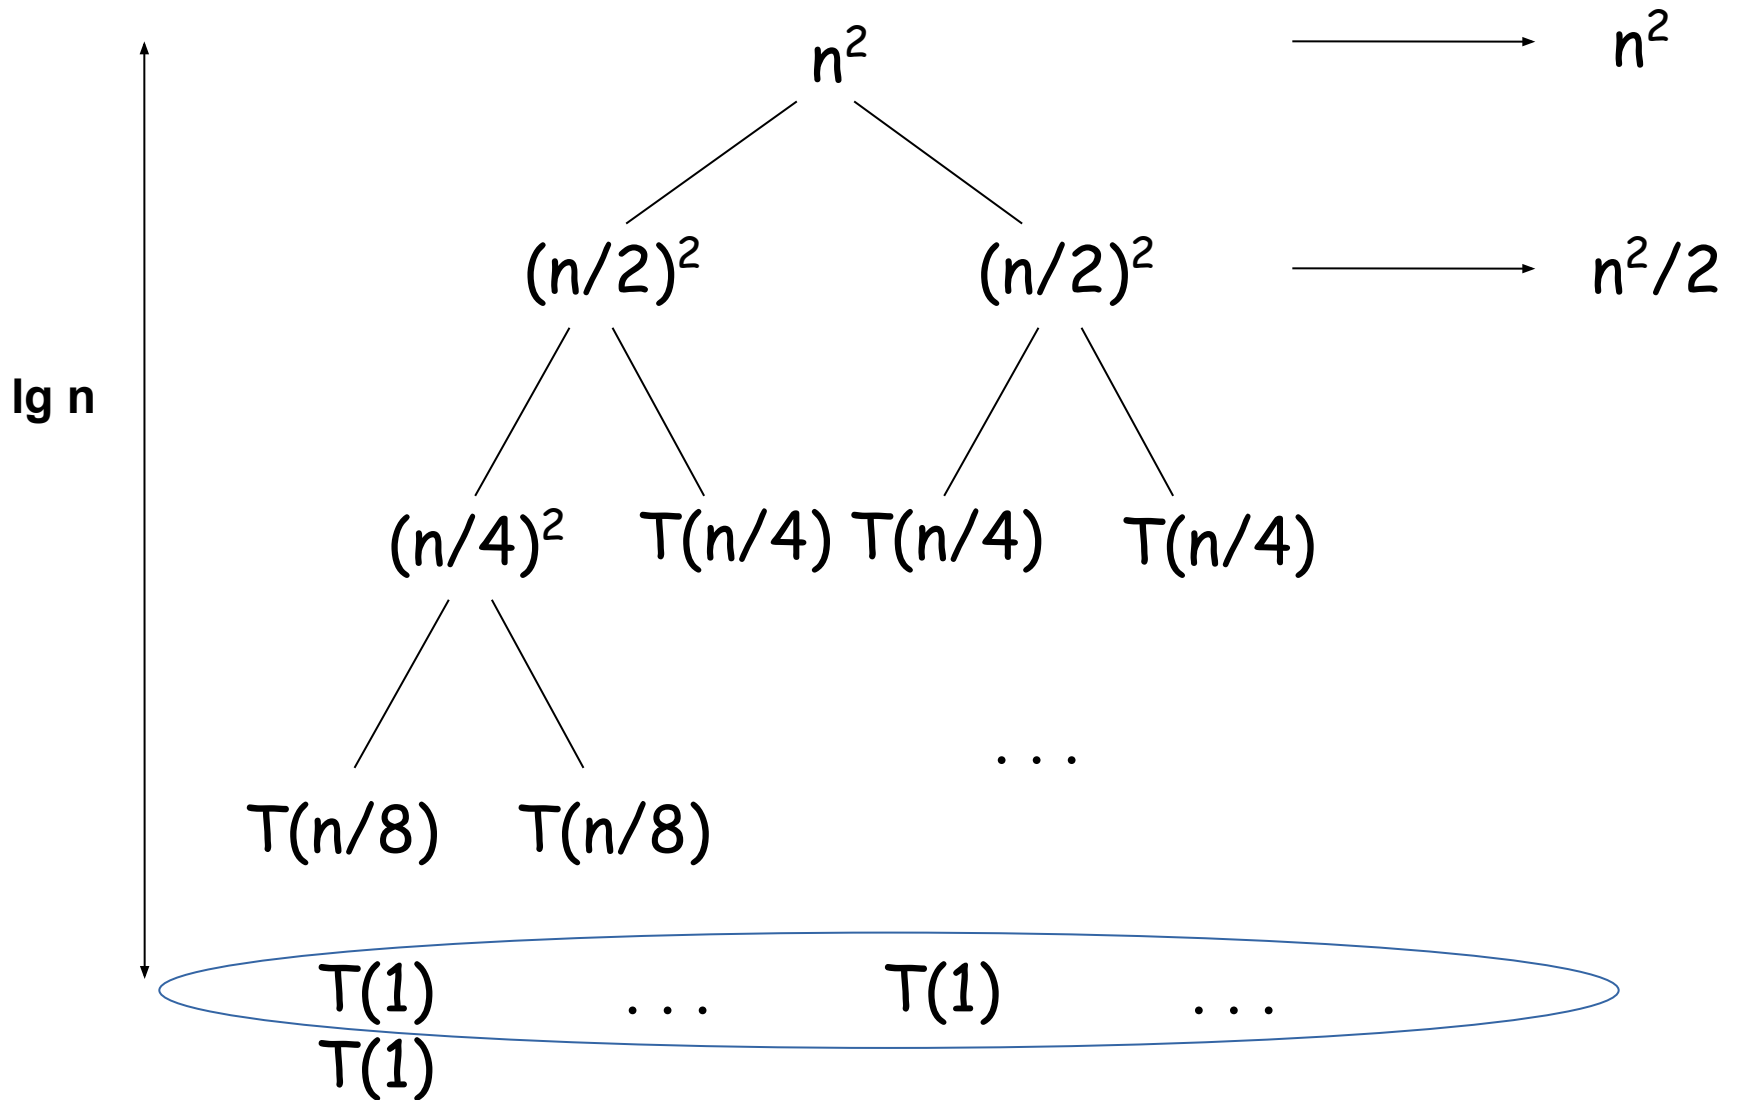 n² n²
(n/2)² (n/2)² n²/2
lg n
(n/4)² T(n/4) T(n/4) T(n/4)
. . .
T(n/8) T(n/8)
T(1) . . . T(1) . . .
T(1)